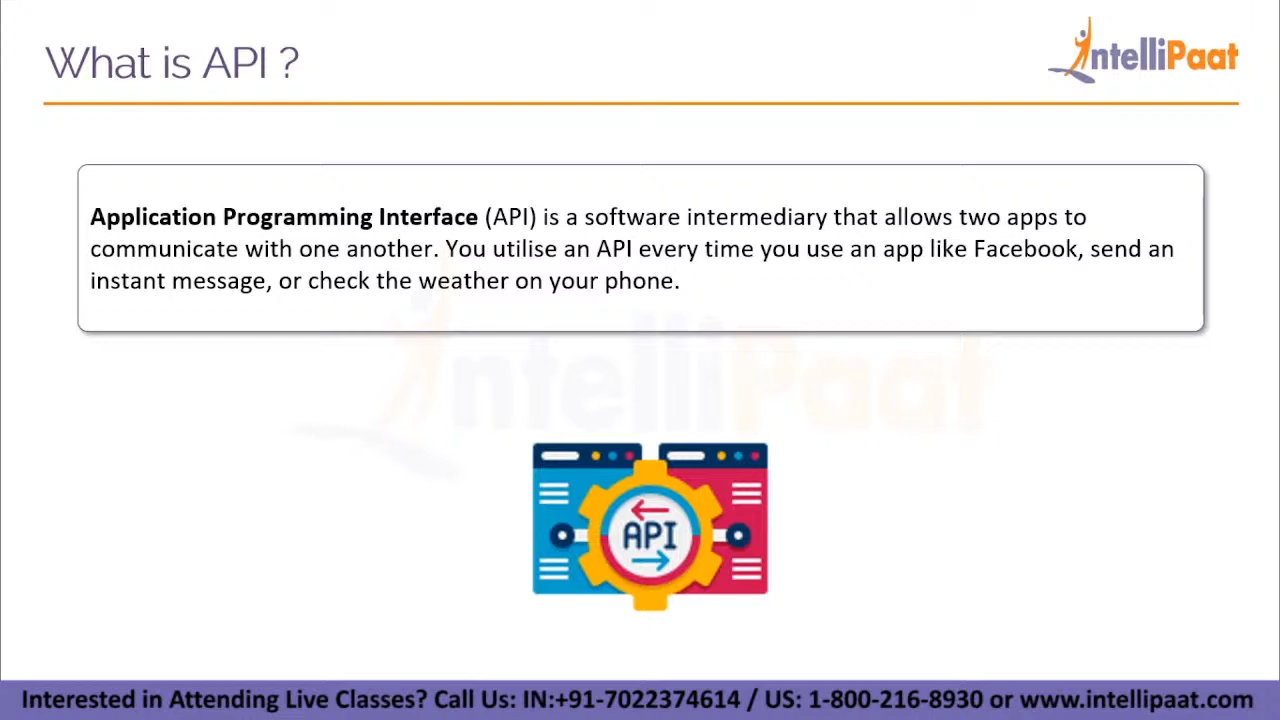 What is API ?
IntelliPaat
Application Programming Interface (API) is a software intermediary that allows two apps to
communicate with one another. You utilise an API every time you use an app like Facebook, send an
instant message, or check the weather on your phone.
IntelliPaat
API
Interested in Attending Live Classes? Call Us: IN:+91-7022374614 / US: 1-800-216-8930 or www.intellipaat.com